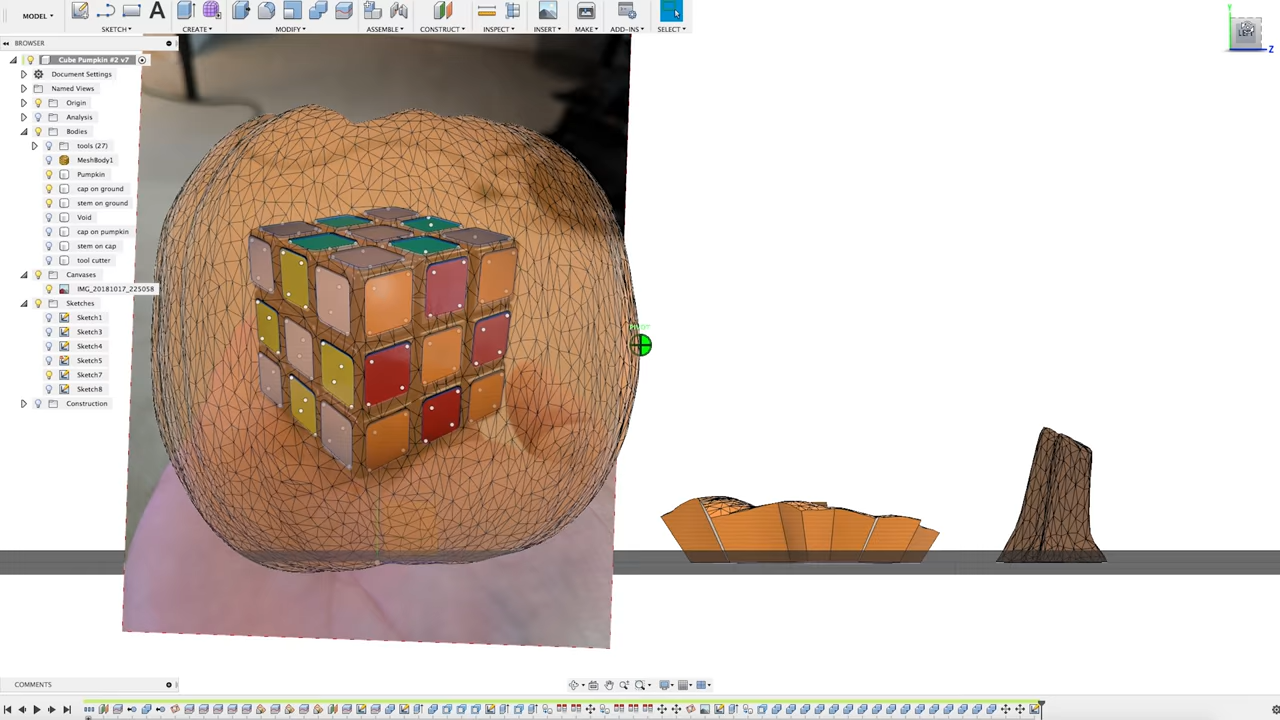 MODEL ▾
A
SKETCH ▾
CREATE ▾
MODIFY ▾
ASSEMBLE ▾
CONSTRUCT ▾
INSPECT ▾
INSERT ▾
MAKE ▾
ADD-INS ▾
SELECT ▾
Y
LEFT
Z
BROWSER
Cube Pumpkin #2 v7
Document Settings
Named Views
Origin
Analysis
Bodies
tools (27)
MeshBody1
Pumpkin
cap on ground
stem on ground
Void
cap on pumpkin
stem on cap
tool cutter
Canvases
IMG_20181017_225058
Sketches
Sketch1
Sketch3
Sketch4
Sketch5
Sketch7
Sketch8
Construction
PIVOT
COMMENTS